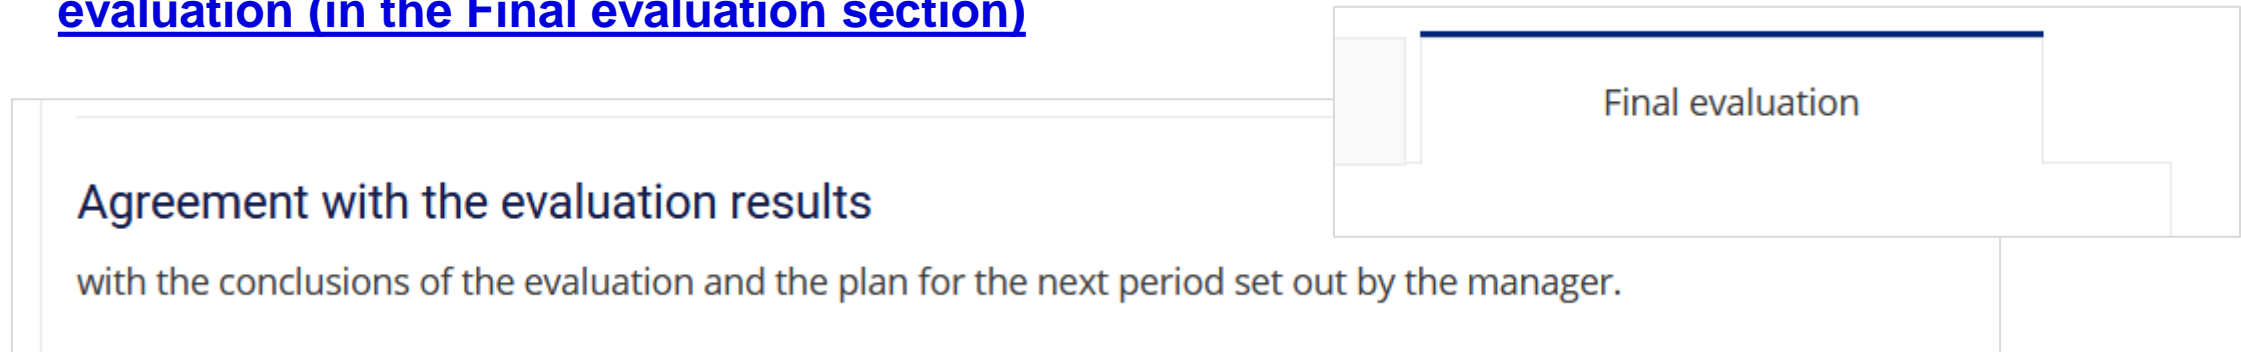 evaluation (in the Final evaluation section)
Final evaluation
Agreement with the evaluation results
with the conclusions of the evaluation and the plan for the next period set out by the manager.